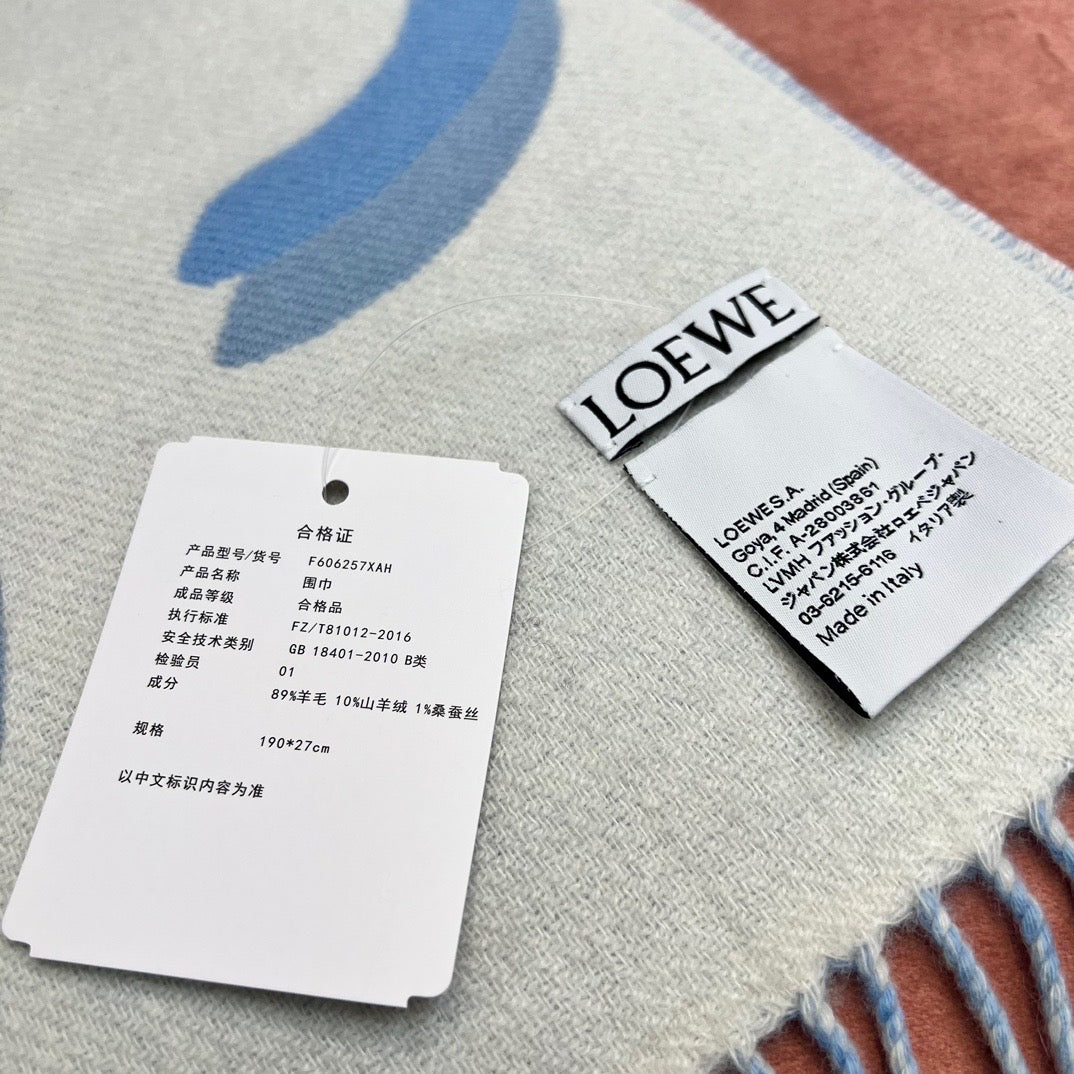 合格证
产品型号/货号 F606257XAH
产品名称 围巾
成品等级 合格品
执行标准 FZ/T81012-2016
安全技术类别 GB 18401-2010 B类
检验员 01
成分 89%羊毛 10%山羊绒 1%桑蚕丝
规格 190*27cm
以中文标识内容为准
LOEWE
LOEWE S.A.
Goya, 4 Madrid (Spain)
C.I.F. A-28003861
LVMH ファッション・グループ・
ジャパン株式会社ロエベジャパン
03-6215-6116 イタリア製
Made in Italy